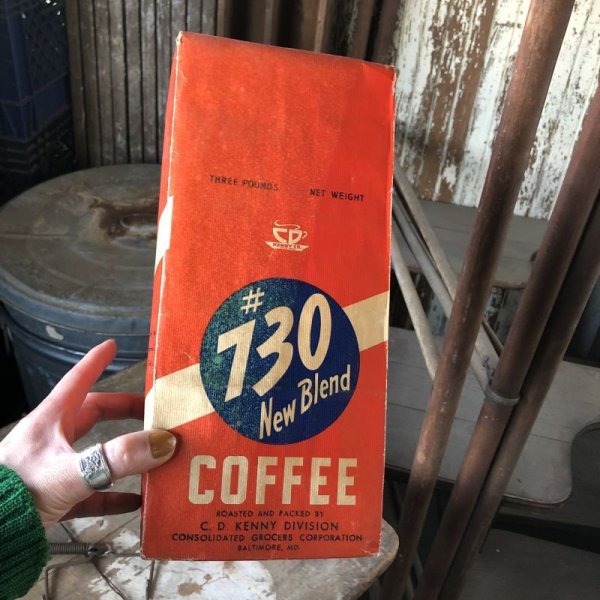 THREE POUNDS NET WEIGHT
CD
#
730
New Blend
COFFEE
ROASTED AND PACKED BY
C. D. KENNY DIVISION
CONSOLIDATED GROCERS CORPORATION
BALTIMORE, MD.